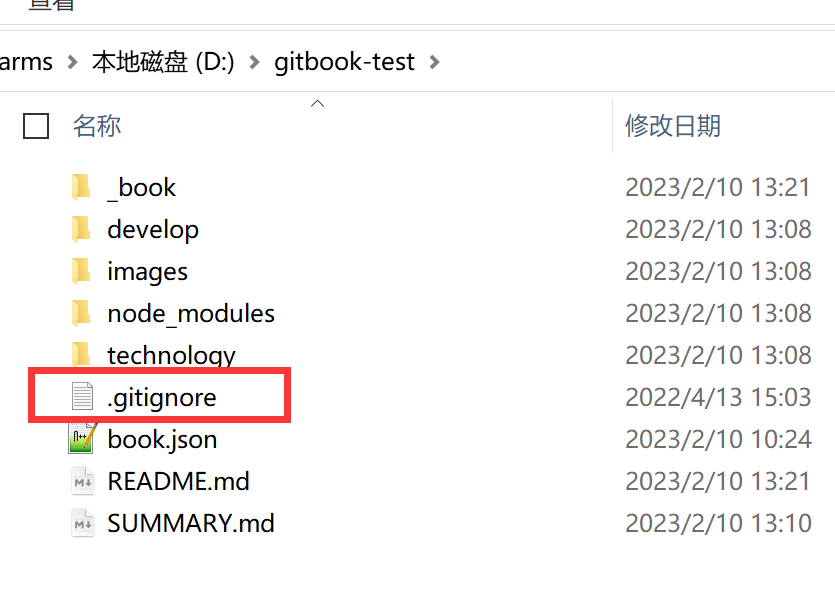 查看
arms > 本地磁盘 (D:) > gitbook-test >
名称 修改日期
_book 2023/2/10 13:21
develop 2023/2/10 13:08
images 2023/2/10 13:08
node_modules 2023/2/10 13:08
technology 2023/2/10 13:08
.gitignore 2022/4/13 15:03
book.json 2023/2/10 10:24
README.md 2023/2/10 13:21
SUMMARY.md 2023/2/10 13:10